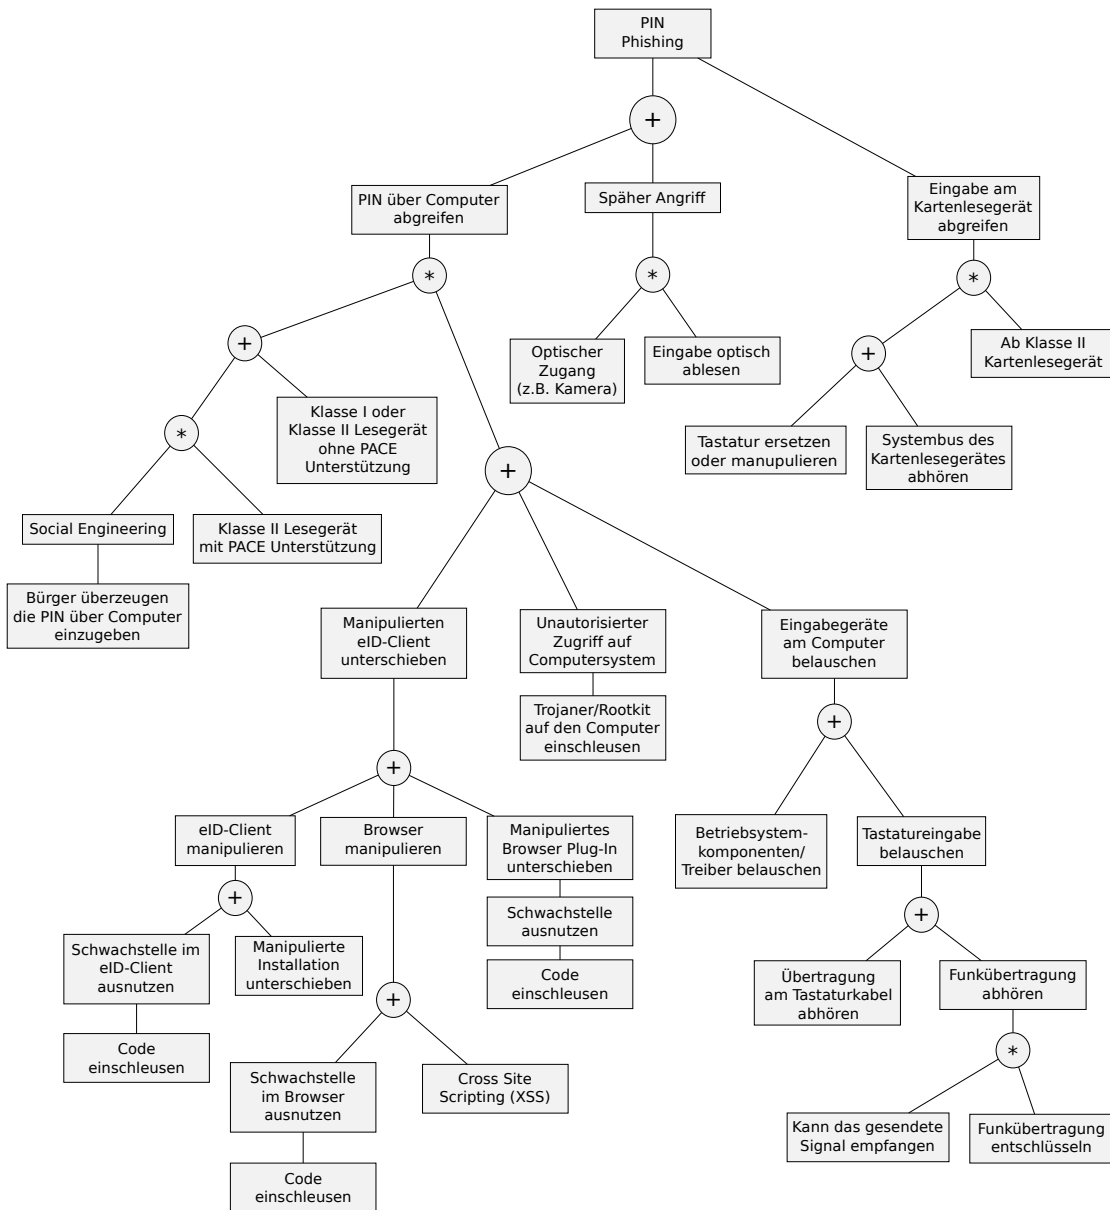 PIN
Phishing
+
PIN über Computer
abgreifen
Späher Angriff
Eingabe am
Kartenlesegerät
abgreifen
*
*
*
+
Optischer
Zugang
(z.B. Kamera)
Eingabe optisch
ablesen
+
Ab Klasse II
Kartenlesegerät
*
Klasse I oder
Klasse II Lesegerät
ohne PACE
Unterstützung
+
Tastatur ersetzen
oder manupulieren
Systembus des
Kartenlesegerätes
abhören
Social Engineering
Klasse II Lesegerät
mit PACE Unterstützung
Bürger überzeugen
die PIN über Computer
einzugeben
Manipulierten
eID-Client
unterschieben
Unautorisierter
Zugriff auf
Computersystem
Eingabegeräte
am Computer
belauschen
Trojaner/Rootkit
auf den Computer
einschleusen
+
+
eID-Client
manipulieren
Browser
manipulieren
Manipuliertes
Browser Plug-In
unterschieben
Betriebsystem-
komponenten/
Treiber belauschen
Tastatureingabe
belauschen
+
Schwachstelle
ausnutzen
+
Schwachstelle im
eID-Client
ausnutzen
Manipulierte
Installation
unterschieben
Code
einschleusen
Übertragung
am Tastaturkabel
abhören
Funkübertragung
abhören
+
Code
einschleusen
*
Schwachstelle
im Browser
ausnutzen
Cross Site
Scripting (XSS)
Kann das gesendete
Signal empfangen
Funkübertragung
entschlüsseln
Code
einschleusen